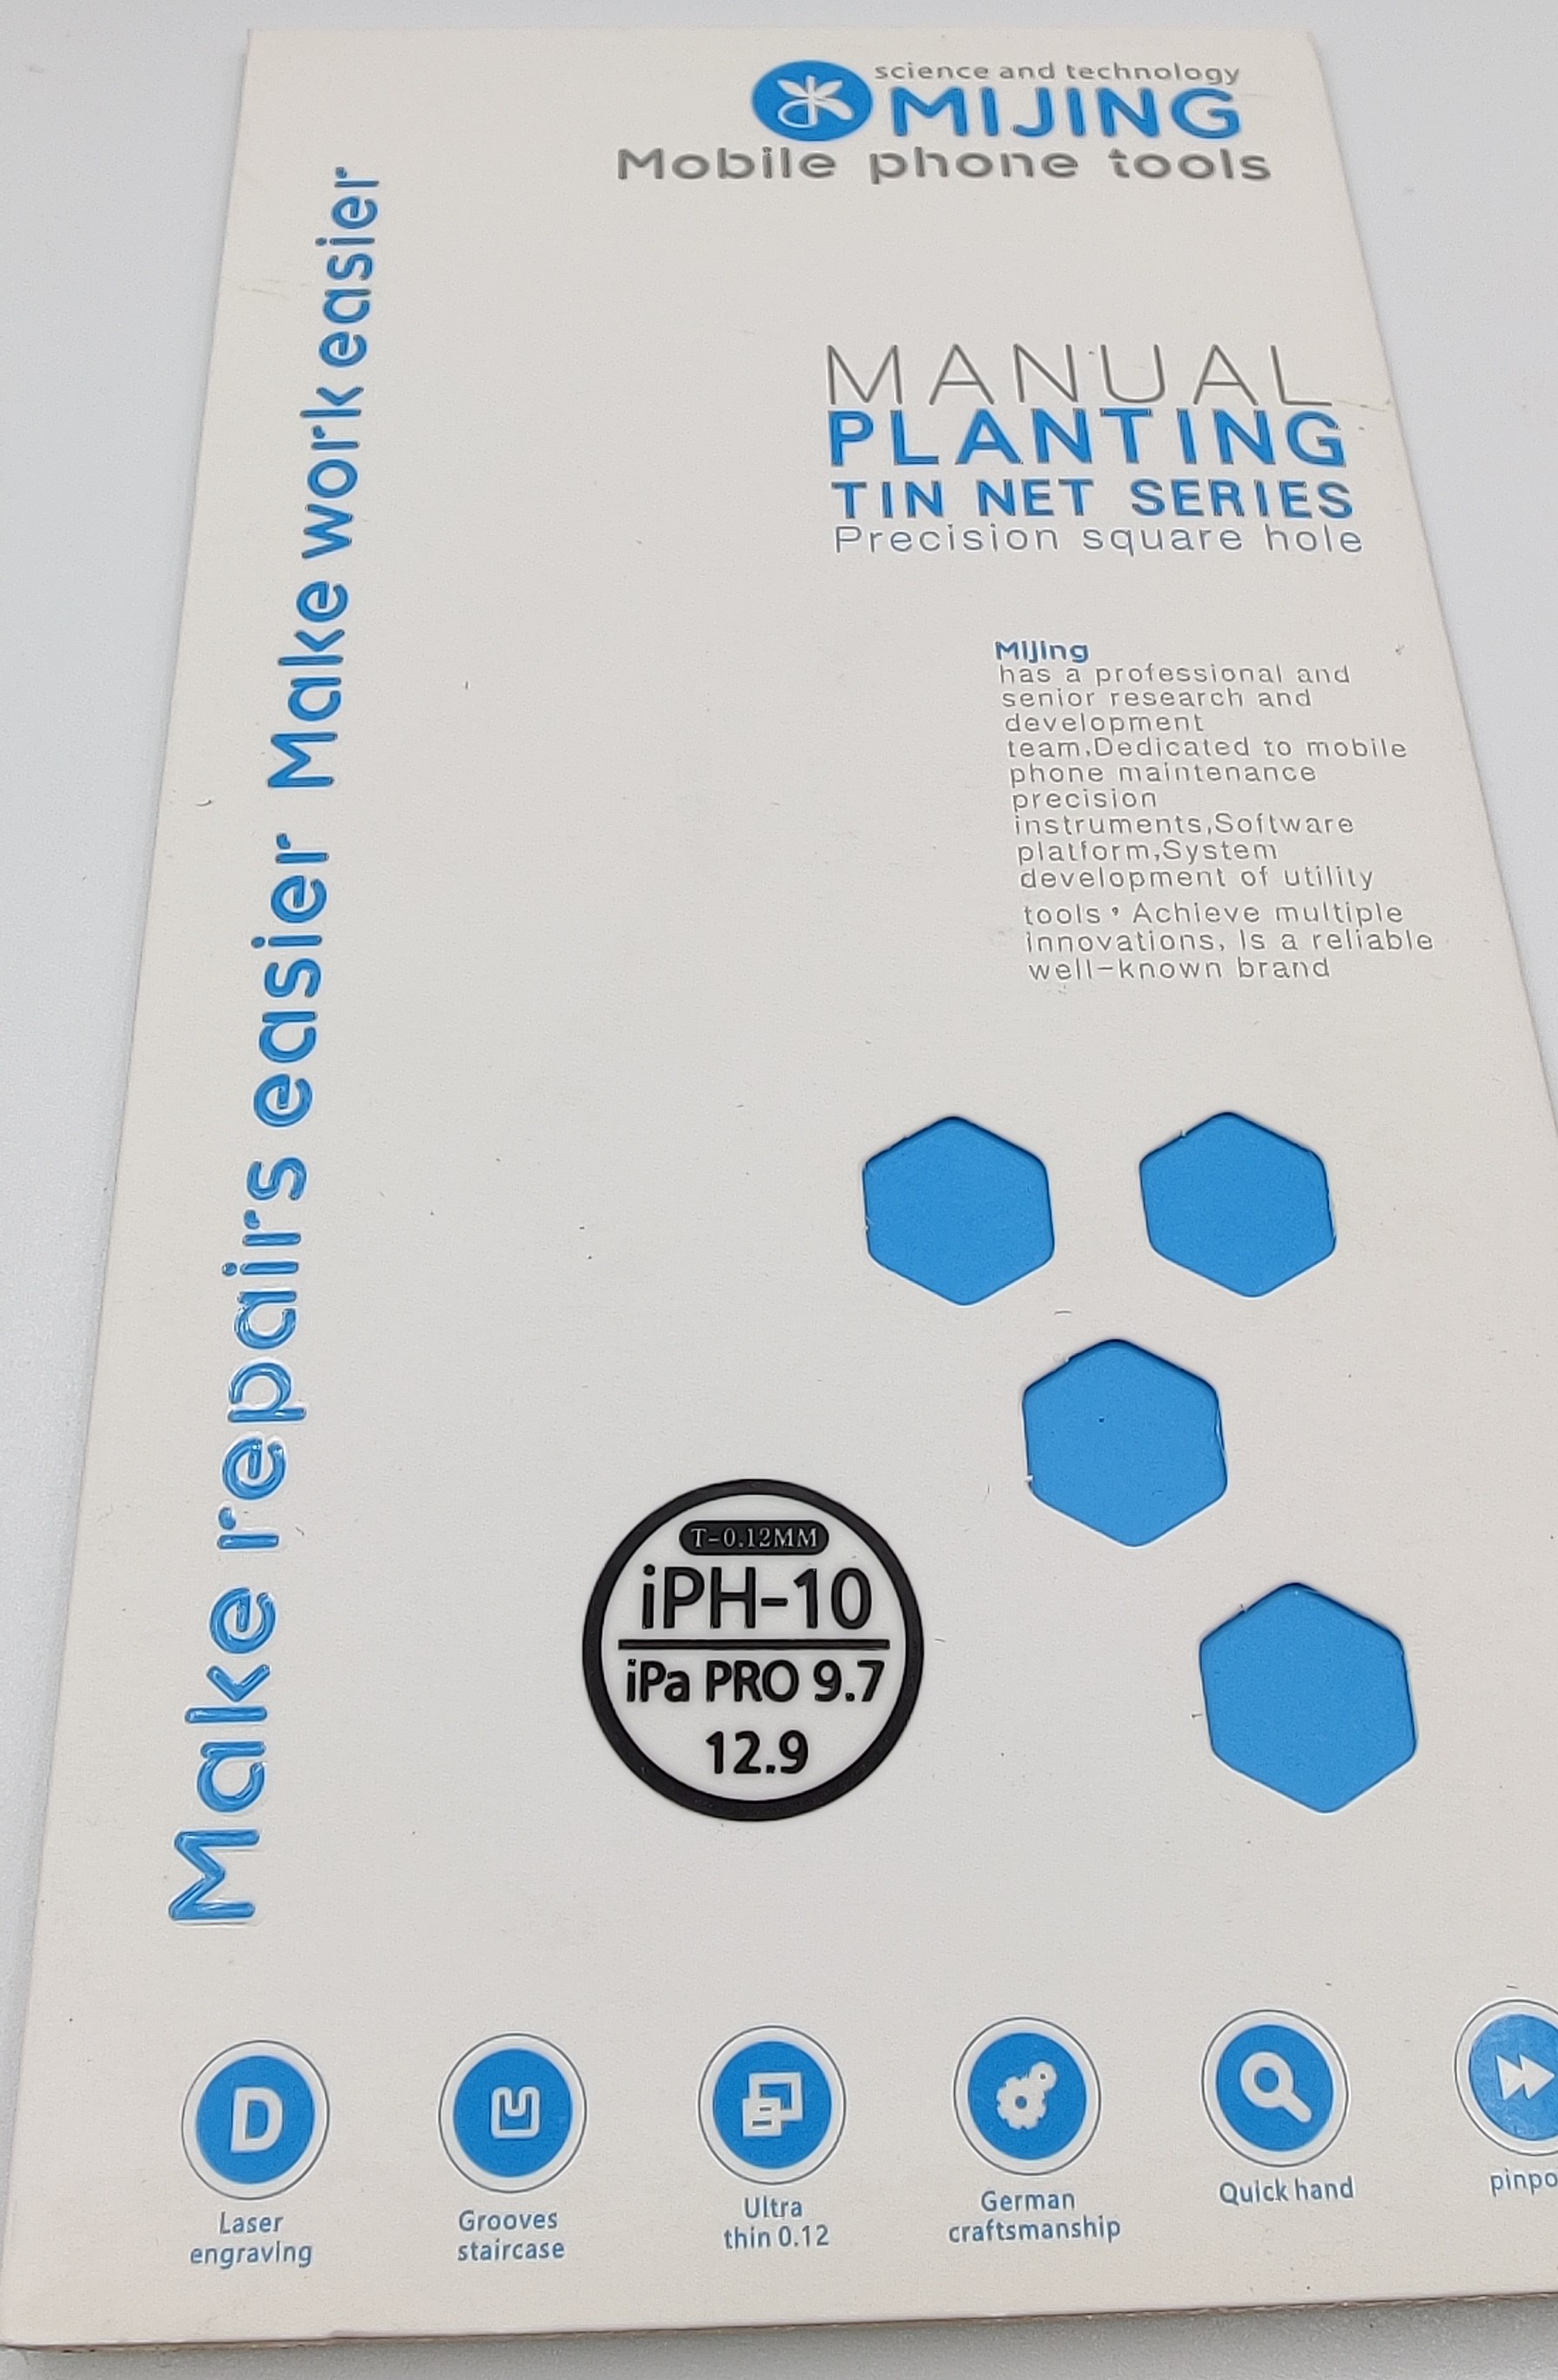 science and technology
MIJING
Mobile phone tools
Make repairs easier Make work easier
MANUAL
PLANTING
TIN NET SERIES
Precision square hole
Mijing
has a professional and
senior research and
development
team,Dedicated to mobile
phone maintenance
precision
instruments,Software
platform,System
development of utility
tools，Achieve multiple
innovations, Is a reliable
well-known brand
T-0.12MM
iPH-10
iPa PRO 9.7
12.9
D
Laser
engraving
Grooves
staircase
Ultra
thin 0.12
German
craftsmanship
Quick hand